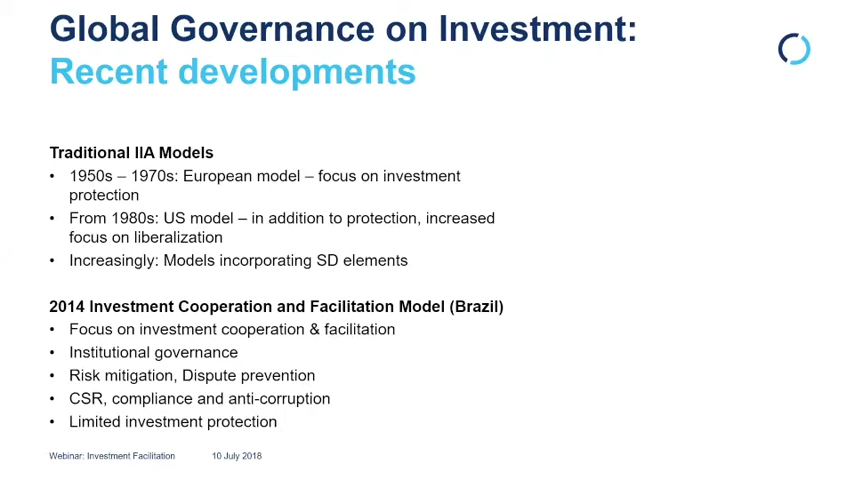 Global Governance on Investment:
Recent developments
Traditional IIA Models
• 1950s – 1970s: European model – focus on investment
protection
• From 1980s: US model – in addition to protection, increased
focus on liberalization
• Increasingly: Models incorporating SD elements
2014 Investment Cooperation and Facilitation Model (Brazil)
• Focus on investment cooperation & facilitation
• Institutional governance
• Risk mitigation, Dispute prevention
• CSR, compliance and anti-corruption
• Limited investment protection
Webinar: Investment Facilitation 10 July 2018